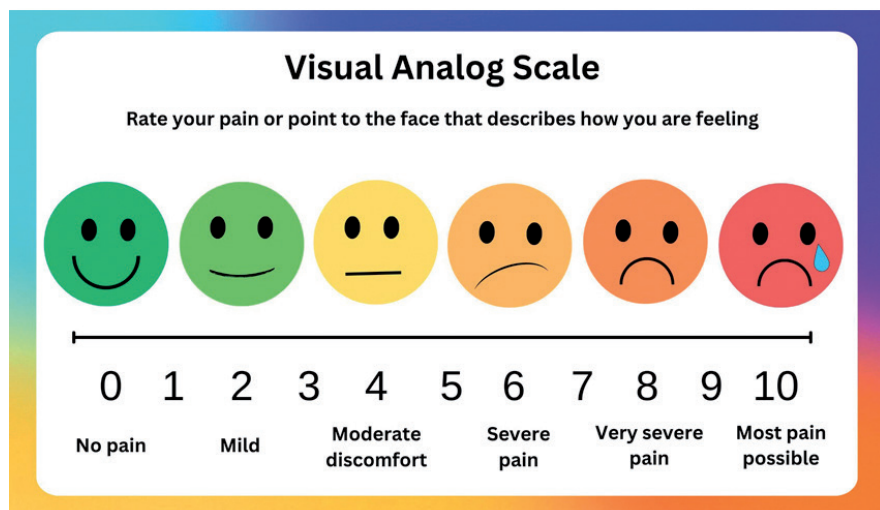 Visual Analog Scale
Rate your pain or point to the face that describes how you are feeling
0 1 2 3 4 5 6 7 8 9 10
No pain
Mild
Moderate
discomfort
Severe
pain
Very severe
pain
Most pain
possible